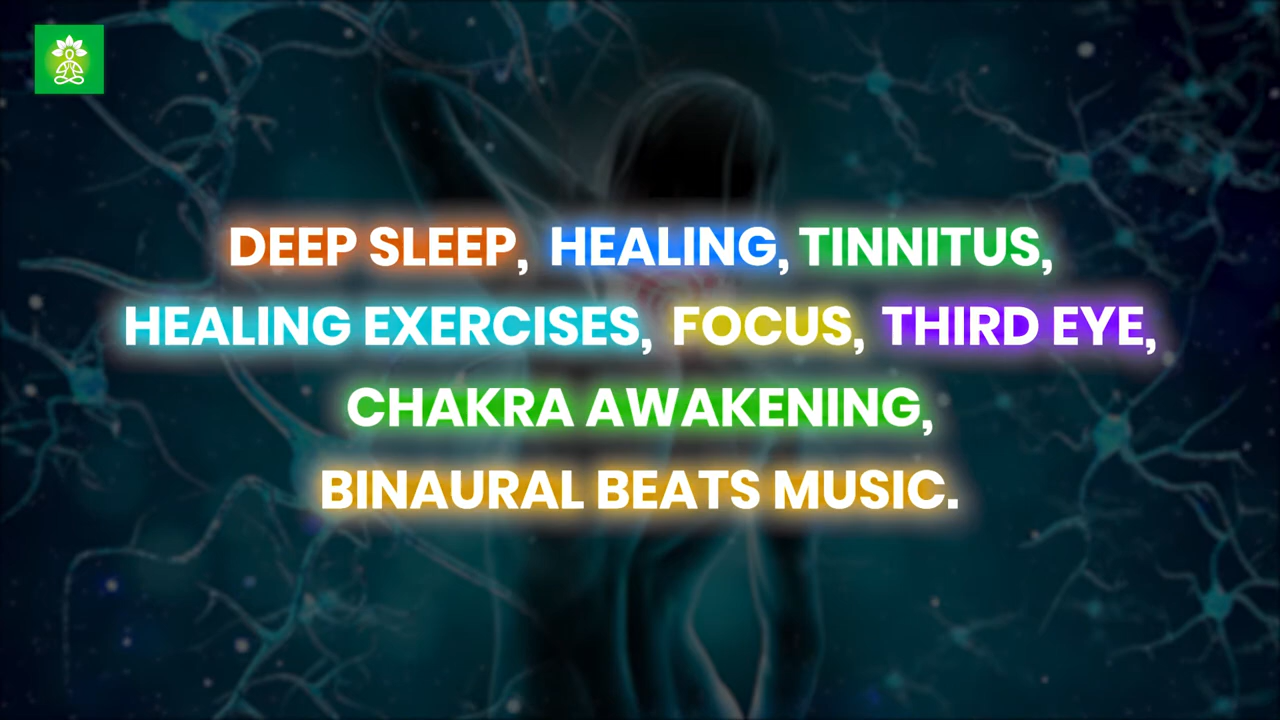 DEEP SLEEP, HEALING, TINNITUS,
HEALING EXERCISES, FOCUS, THIRD EYE,
CHAKRA AWAKENING,
BINAURAL BEATS MUSIC.